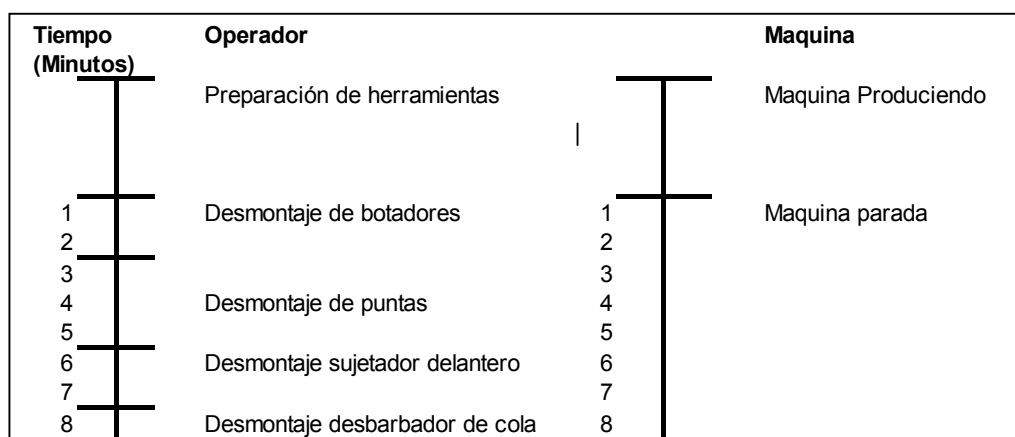 Tiempo Operador Maquina
(Minutos)
Preparación de herramientas Maquina Produciendo
|
1 Desmontaje de botadores 1 Maquina parada
2 2
3 3
4 Desmontaje de puntas 4
5 5
6 Desmontaje sujetador delantero 6
7 7
8 Desmontaje desbarbador de cola 8